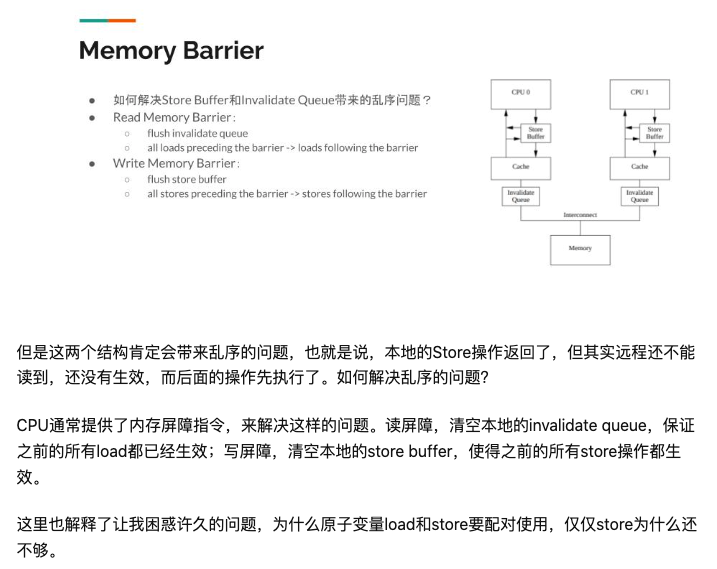 Memory Barrier
● 如何解决Store Buffer和Invalidate Queue带来的乱序问题？
● Read Memory Barrier:
○ flush invalidate queue
○ all loads preceding the barrier -> loads following the barrier
● Write Memory Barrier:
○ flush store buffer
○ all stores preceding the barrier -> stores following the barrier
CPU 0
CPU 1
Store
Buffer
Store
Buffer
Cache
Cache
Invalidate
Queue
Invalidate
Queue
Interconnect
Memory
但是这两个结构肯定会带来乱序的问题，也就是说，本地的Store操作返回了，但其实远程还不能
读到，还没有生效，而后面的操作先执行了。如何解决乱序的问题？
CPU通常提供了内存屏障指令，来解决这样的问题。读屏障，清空本地的invalidate queue，保证
之前的所有load都已经生效；写屏障，清空本地的store buffer，使得之前的所有store操作都生
效。
这里也解释了让我困惑许久的问题，为什么原子变量load和store要配对使用，仅仅store为什么还
不够。